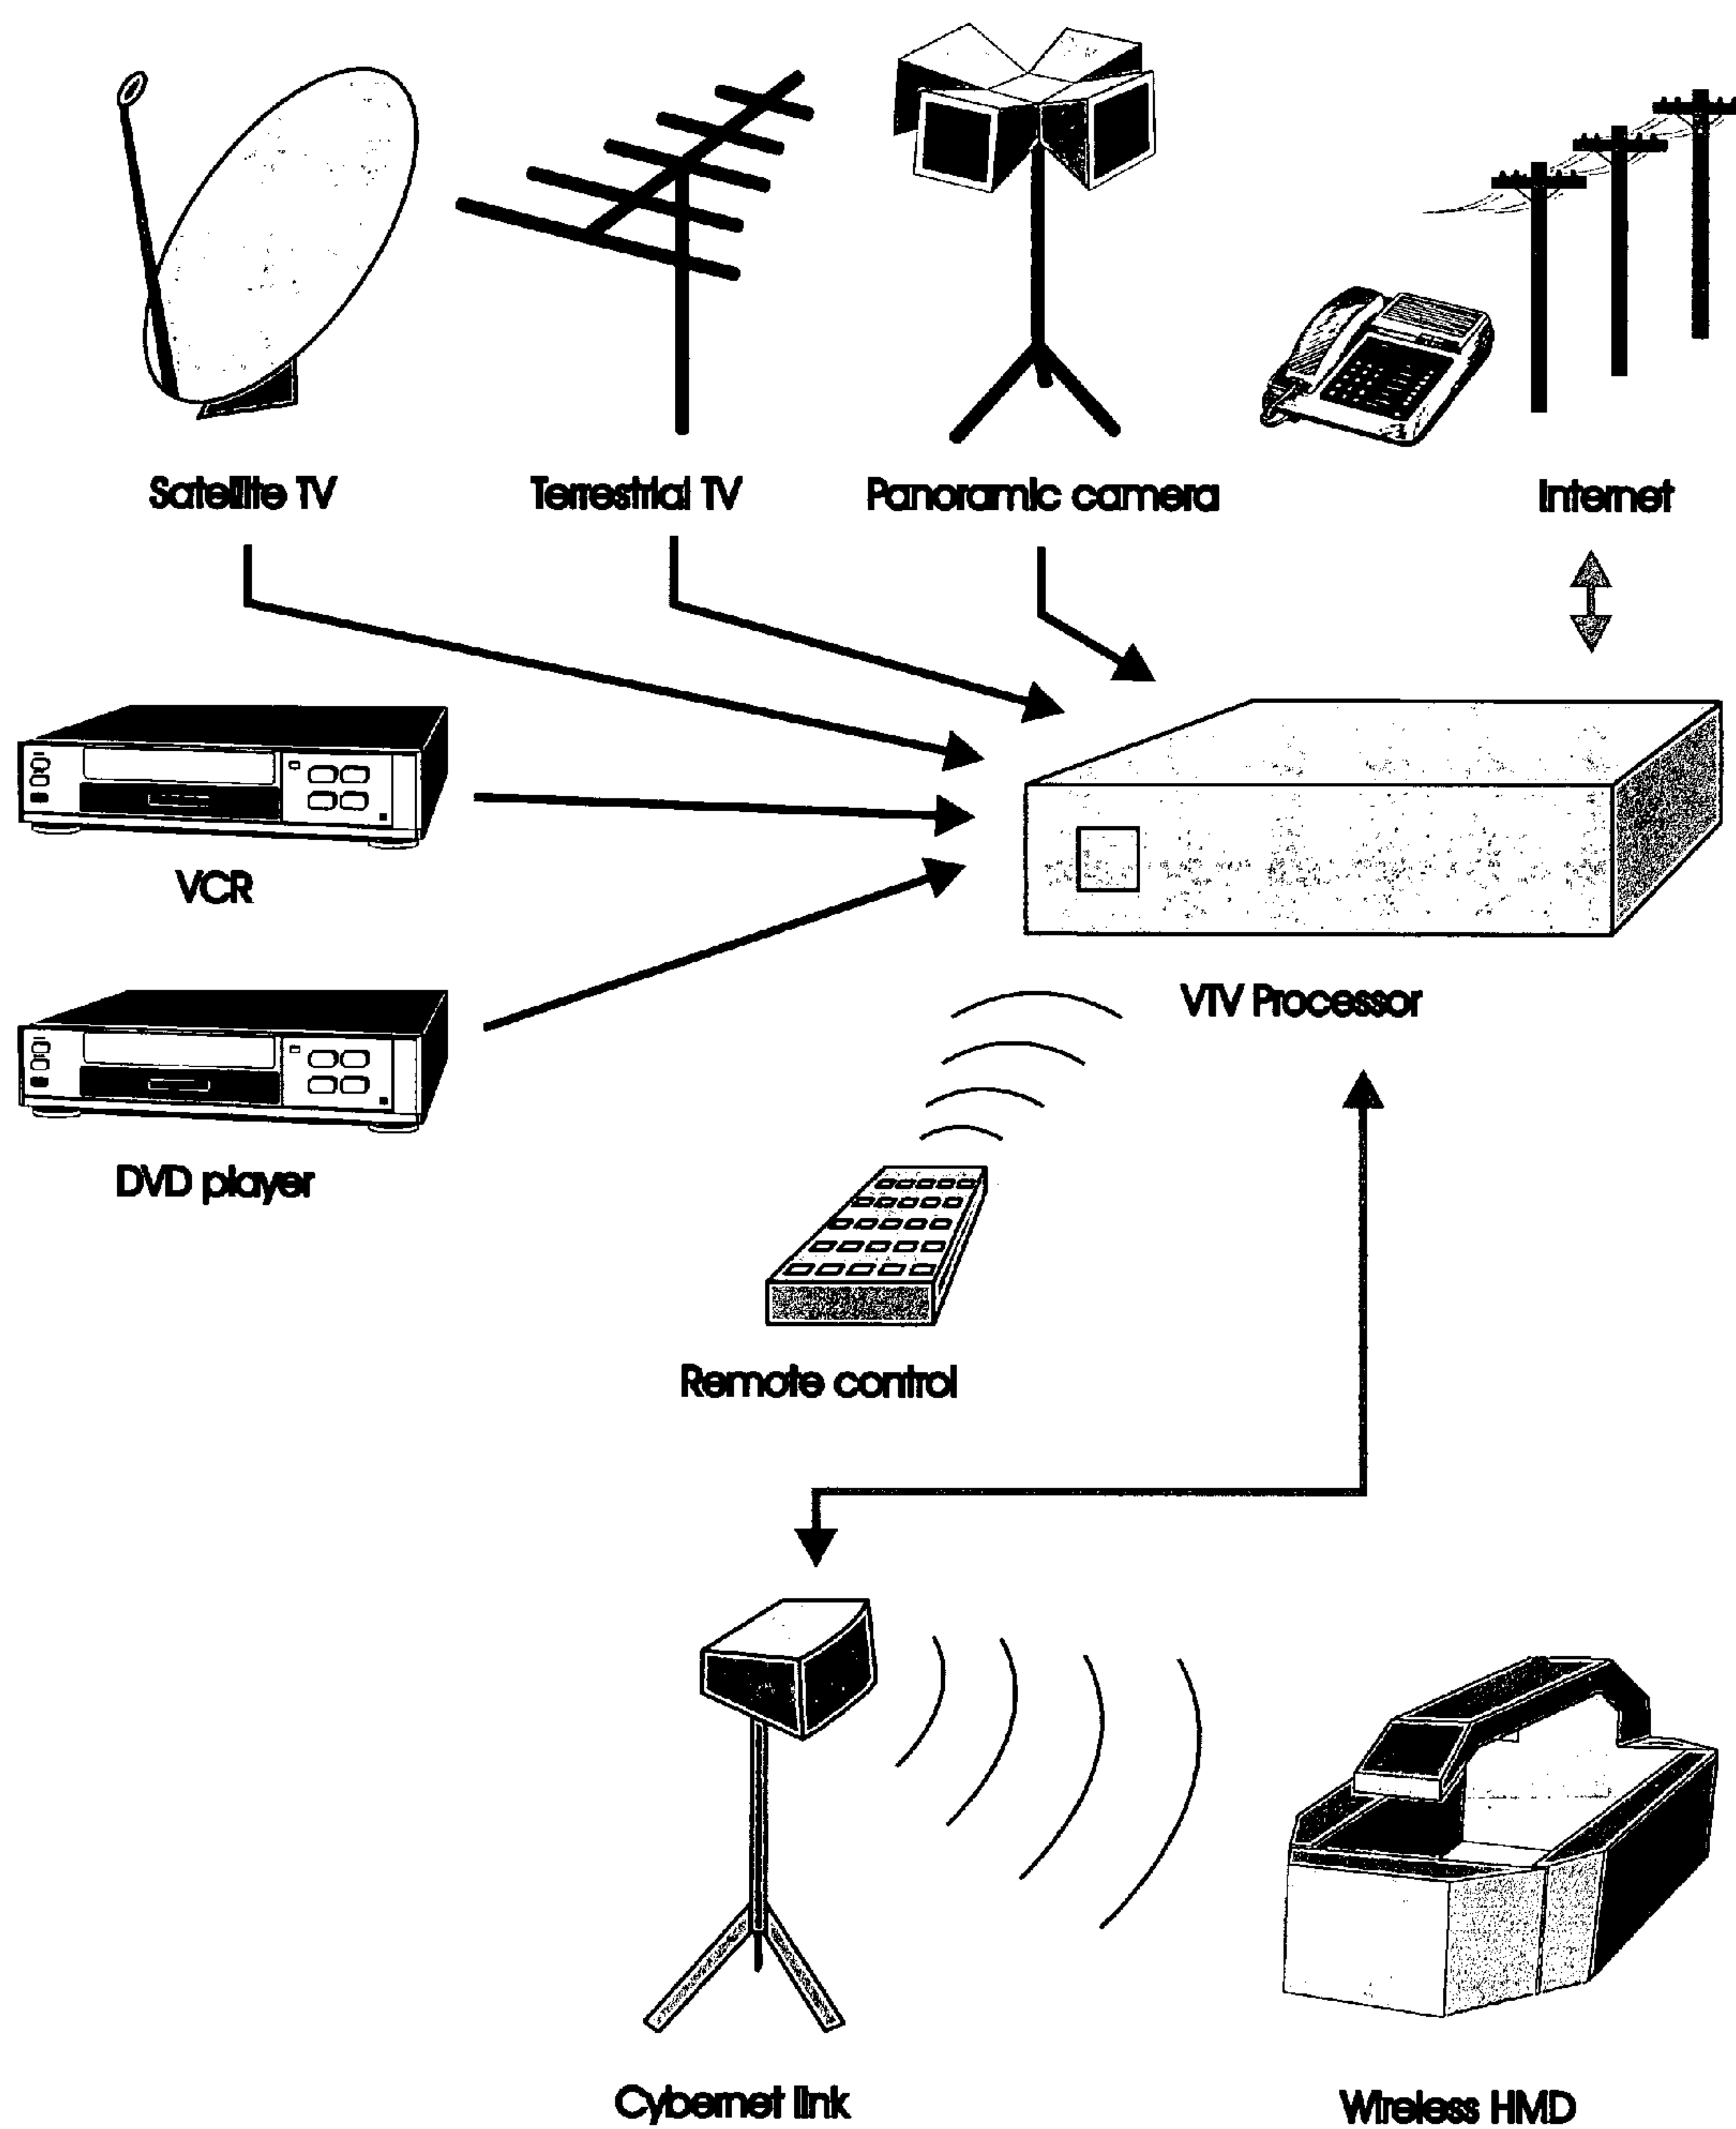 Satellite TV
Terrestrial TV
Panoramic camera
Internet
VCR
VTV Processor
DVD player
Remote control
Cybernet link
Wireless HMD